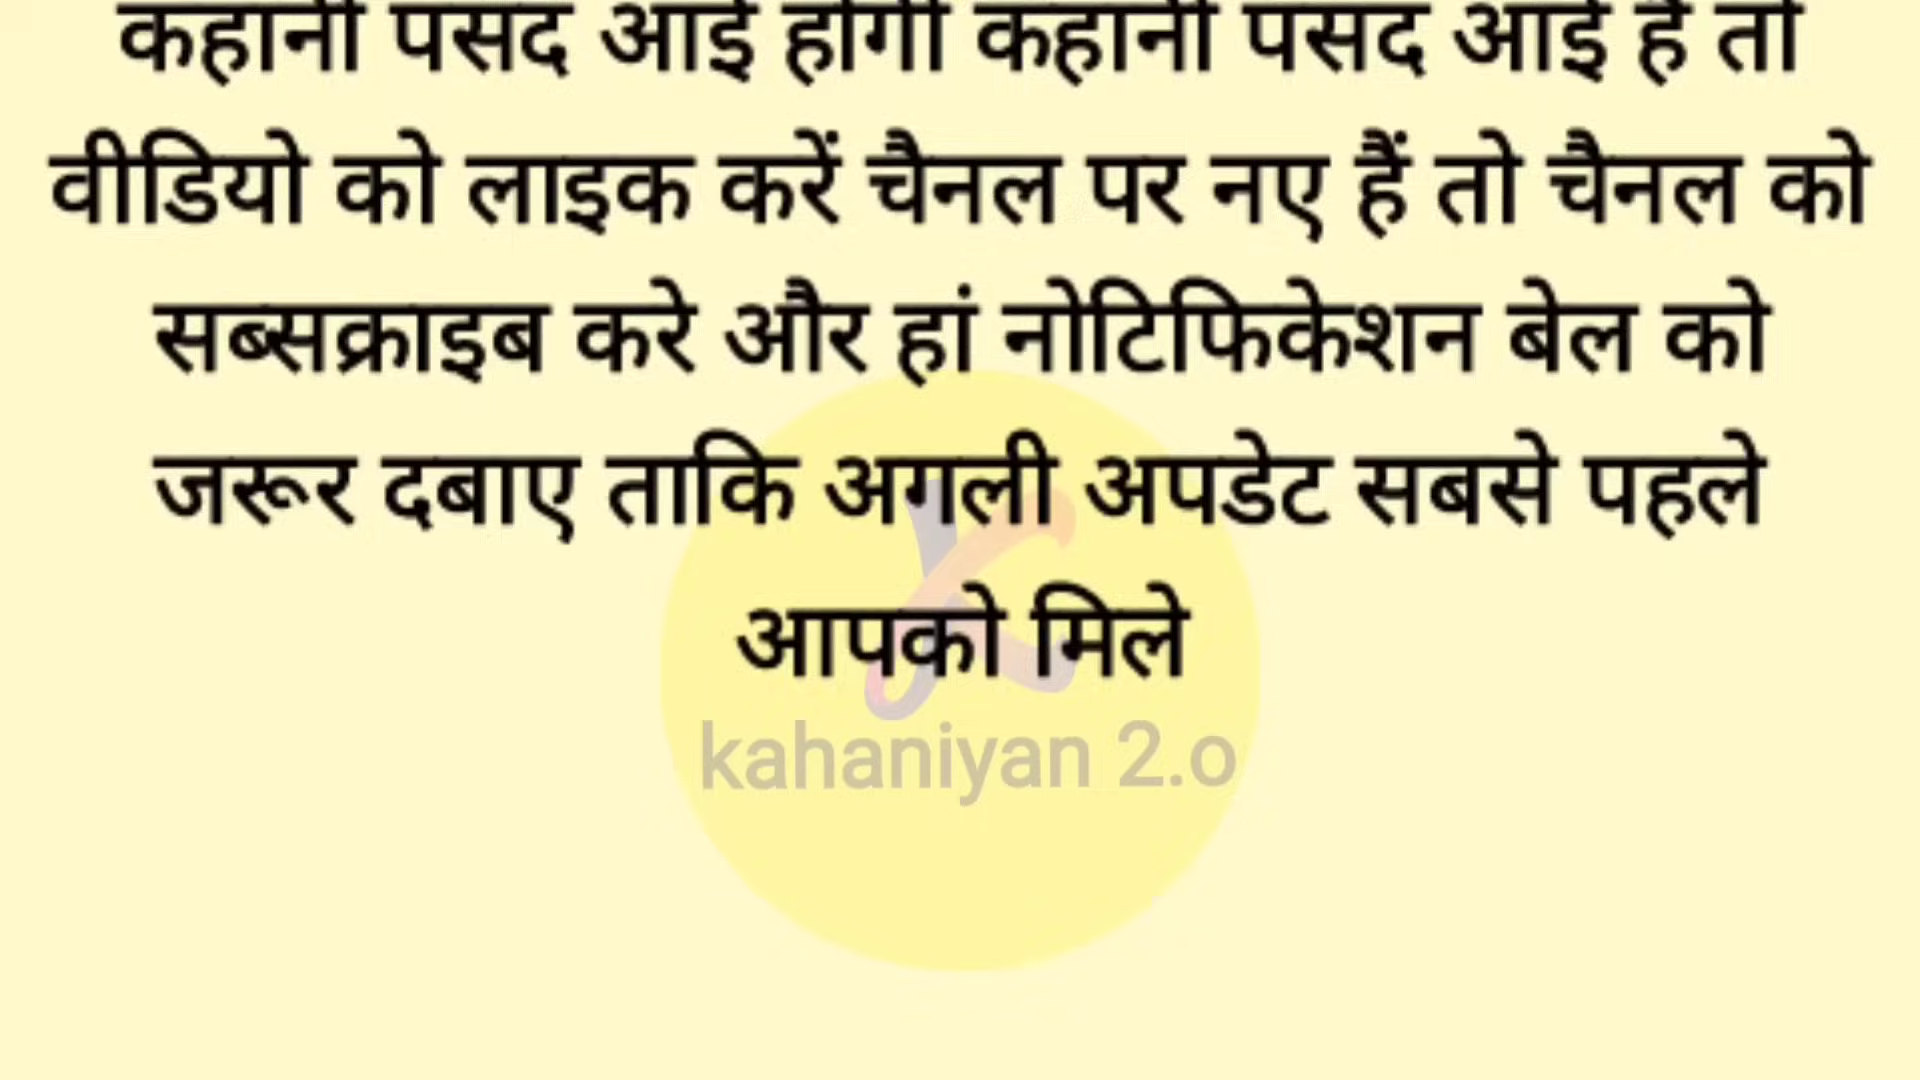 कहानी पसंद आई होगी कहानी पसंद आई है तो
वीडियो को लाइक करें चैनल पर नए हैं तो चैनल को
सब्सक्राइब करे और हां नोटिफिकेशन बेल को
जरूर दबाए ताकि अगली अपडेट सबसे पहले
आपको मिले
kahaniyan 2.o